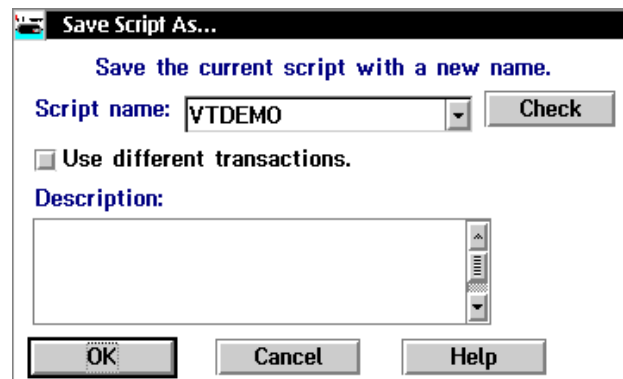 Save Script As...
Save the current script with a new name.
Script name: VTDEMO Check
Use different transactions.
Description:
OK Cancel Help